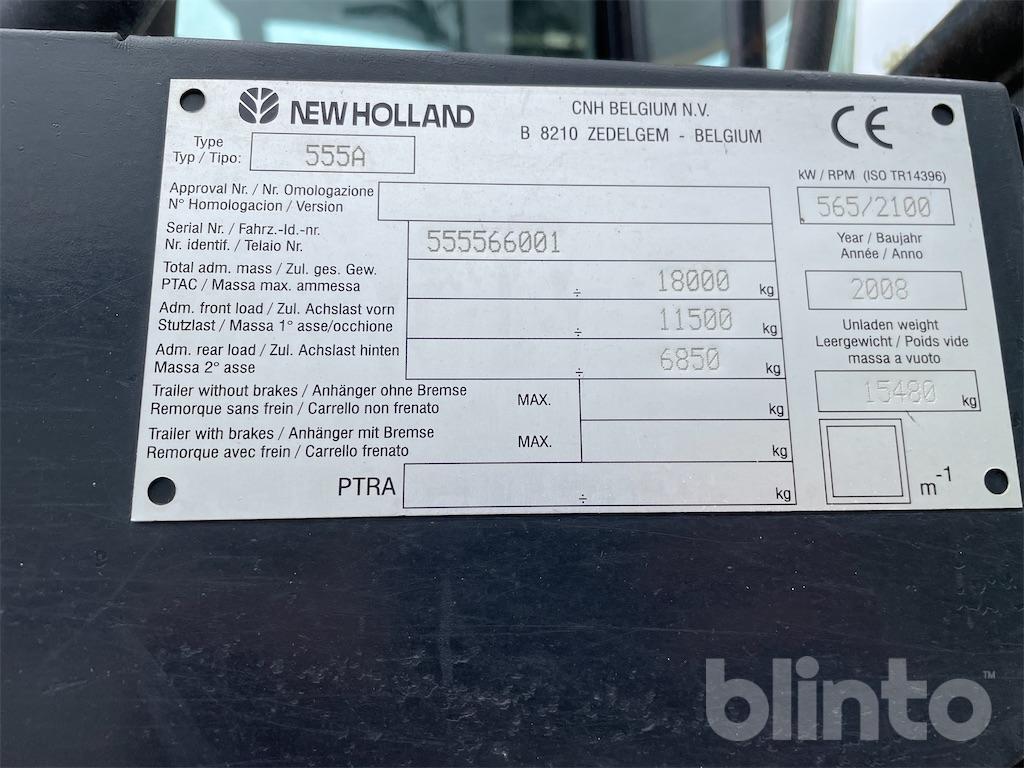 NEW HOLLAND
CNH BELGIUM N.V.
B 8210 ZEDELGEM - BELGIUM
CE
Type
Typ / Tipo:
555A
kW / RPM (ISO TR14396)
565/2100
Approval Nr. / Nr. Omologazione
N° Homologacion / Version
Serial Nr. / Fahrz.-Id.-nr.
Nr. identif. / Telaio Nr.
555566001
Year / Baujahr
Année / Anno
2008
Total adm. mass / Zul. ges. Gew.
PTAC / Massa max. ammessa
÷ 18000 kg
Adm. front load / Zul. Achslast vorn
Stutzlast / Massa 1° asse/occhione
÷ 11500 kg
Unladen weight
Leergewicht / Poids vide
massa a vuoto
15480 kg
Adm. rear load / Zul. Achslast hinten
Massa 2° asse
÷ 6850 kg
Trailer without brakes / Anhänger ohne Bremse
Remorque sans frein / Carrello non frenato
MAX. kg
Trailer with brakes / Anhänger mit Bremse
Remorque avec frein / Carrello frenato
MAX. kg
PTRA ÷ kg
m-1
blinto™